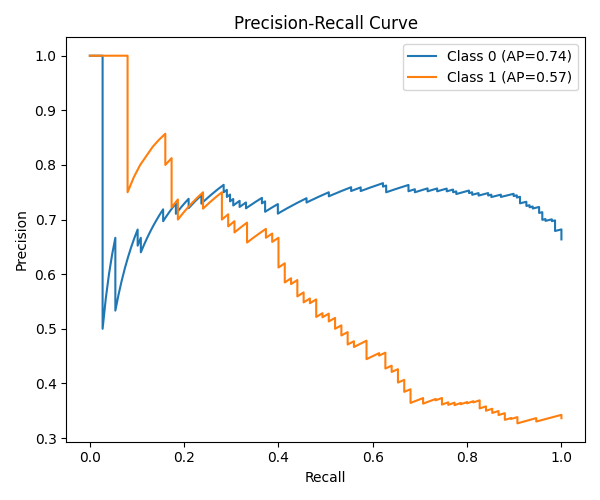 Precision-Recall Curve
Class 0 (AP=0.74)
Class 1 (AP=0.57)
Precision
1.0
0.9
0.8
0.7
0.6
0.5
0.4
0.3
0.0 0.2 0.4 0.6 0.8 1.0
Recall